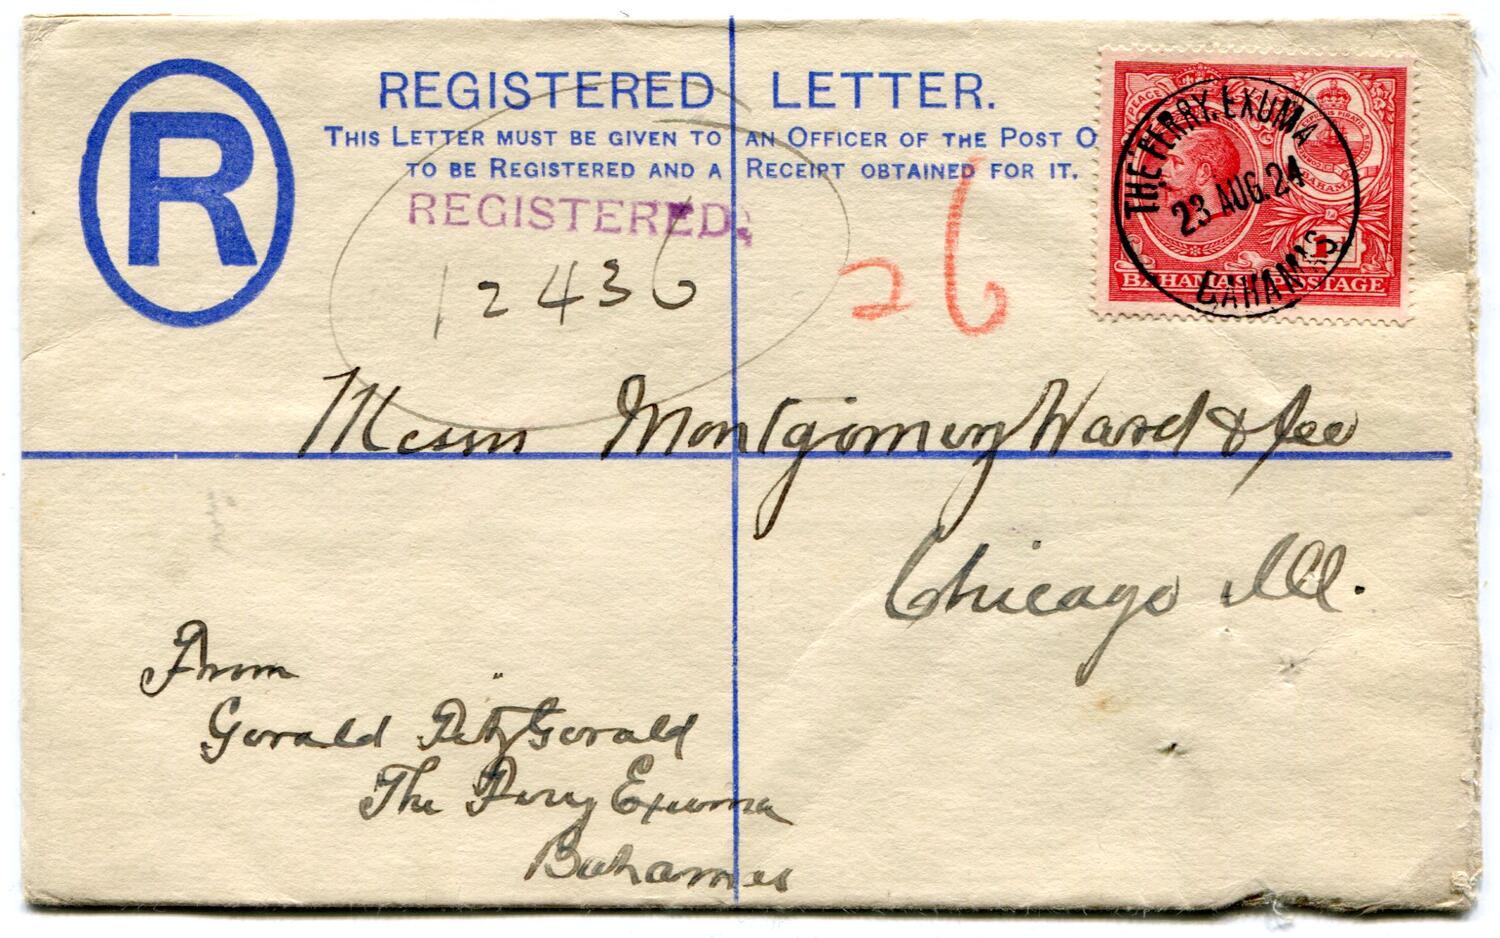 R
REGISTERED LETTER.
THIS LETTER MUST BE GIVEN TO AN OFFICER OF THE POST O
TO BE REGISTERED AND A RECEIPT OBTAINED FOR IT.
REGISTERED.
12436
26
PEACE
THE FERRY. EXUMA
23 AUG. 24
BAHAMAS
1D
BAHAMAS POSTAGE
Messrs Montgomery Ward & Co
Chicago Ill.
From
Gerald FitzGerald
The Ferry Exuma
Bahamas